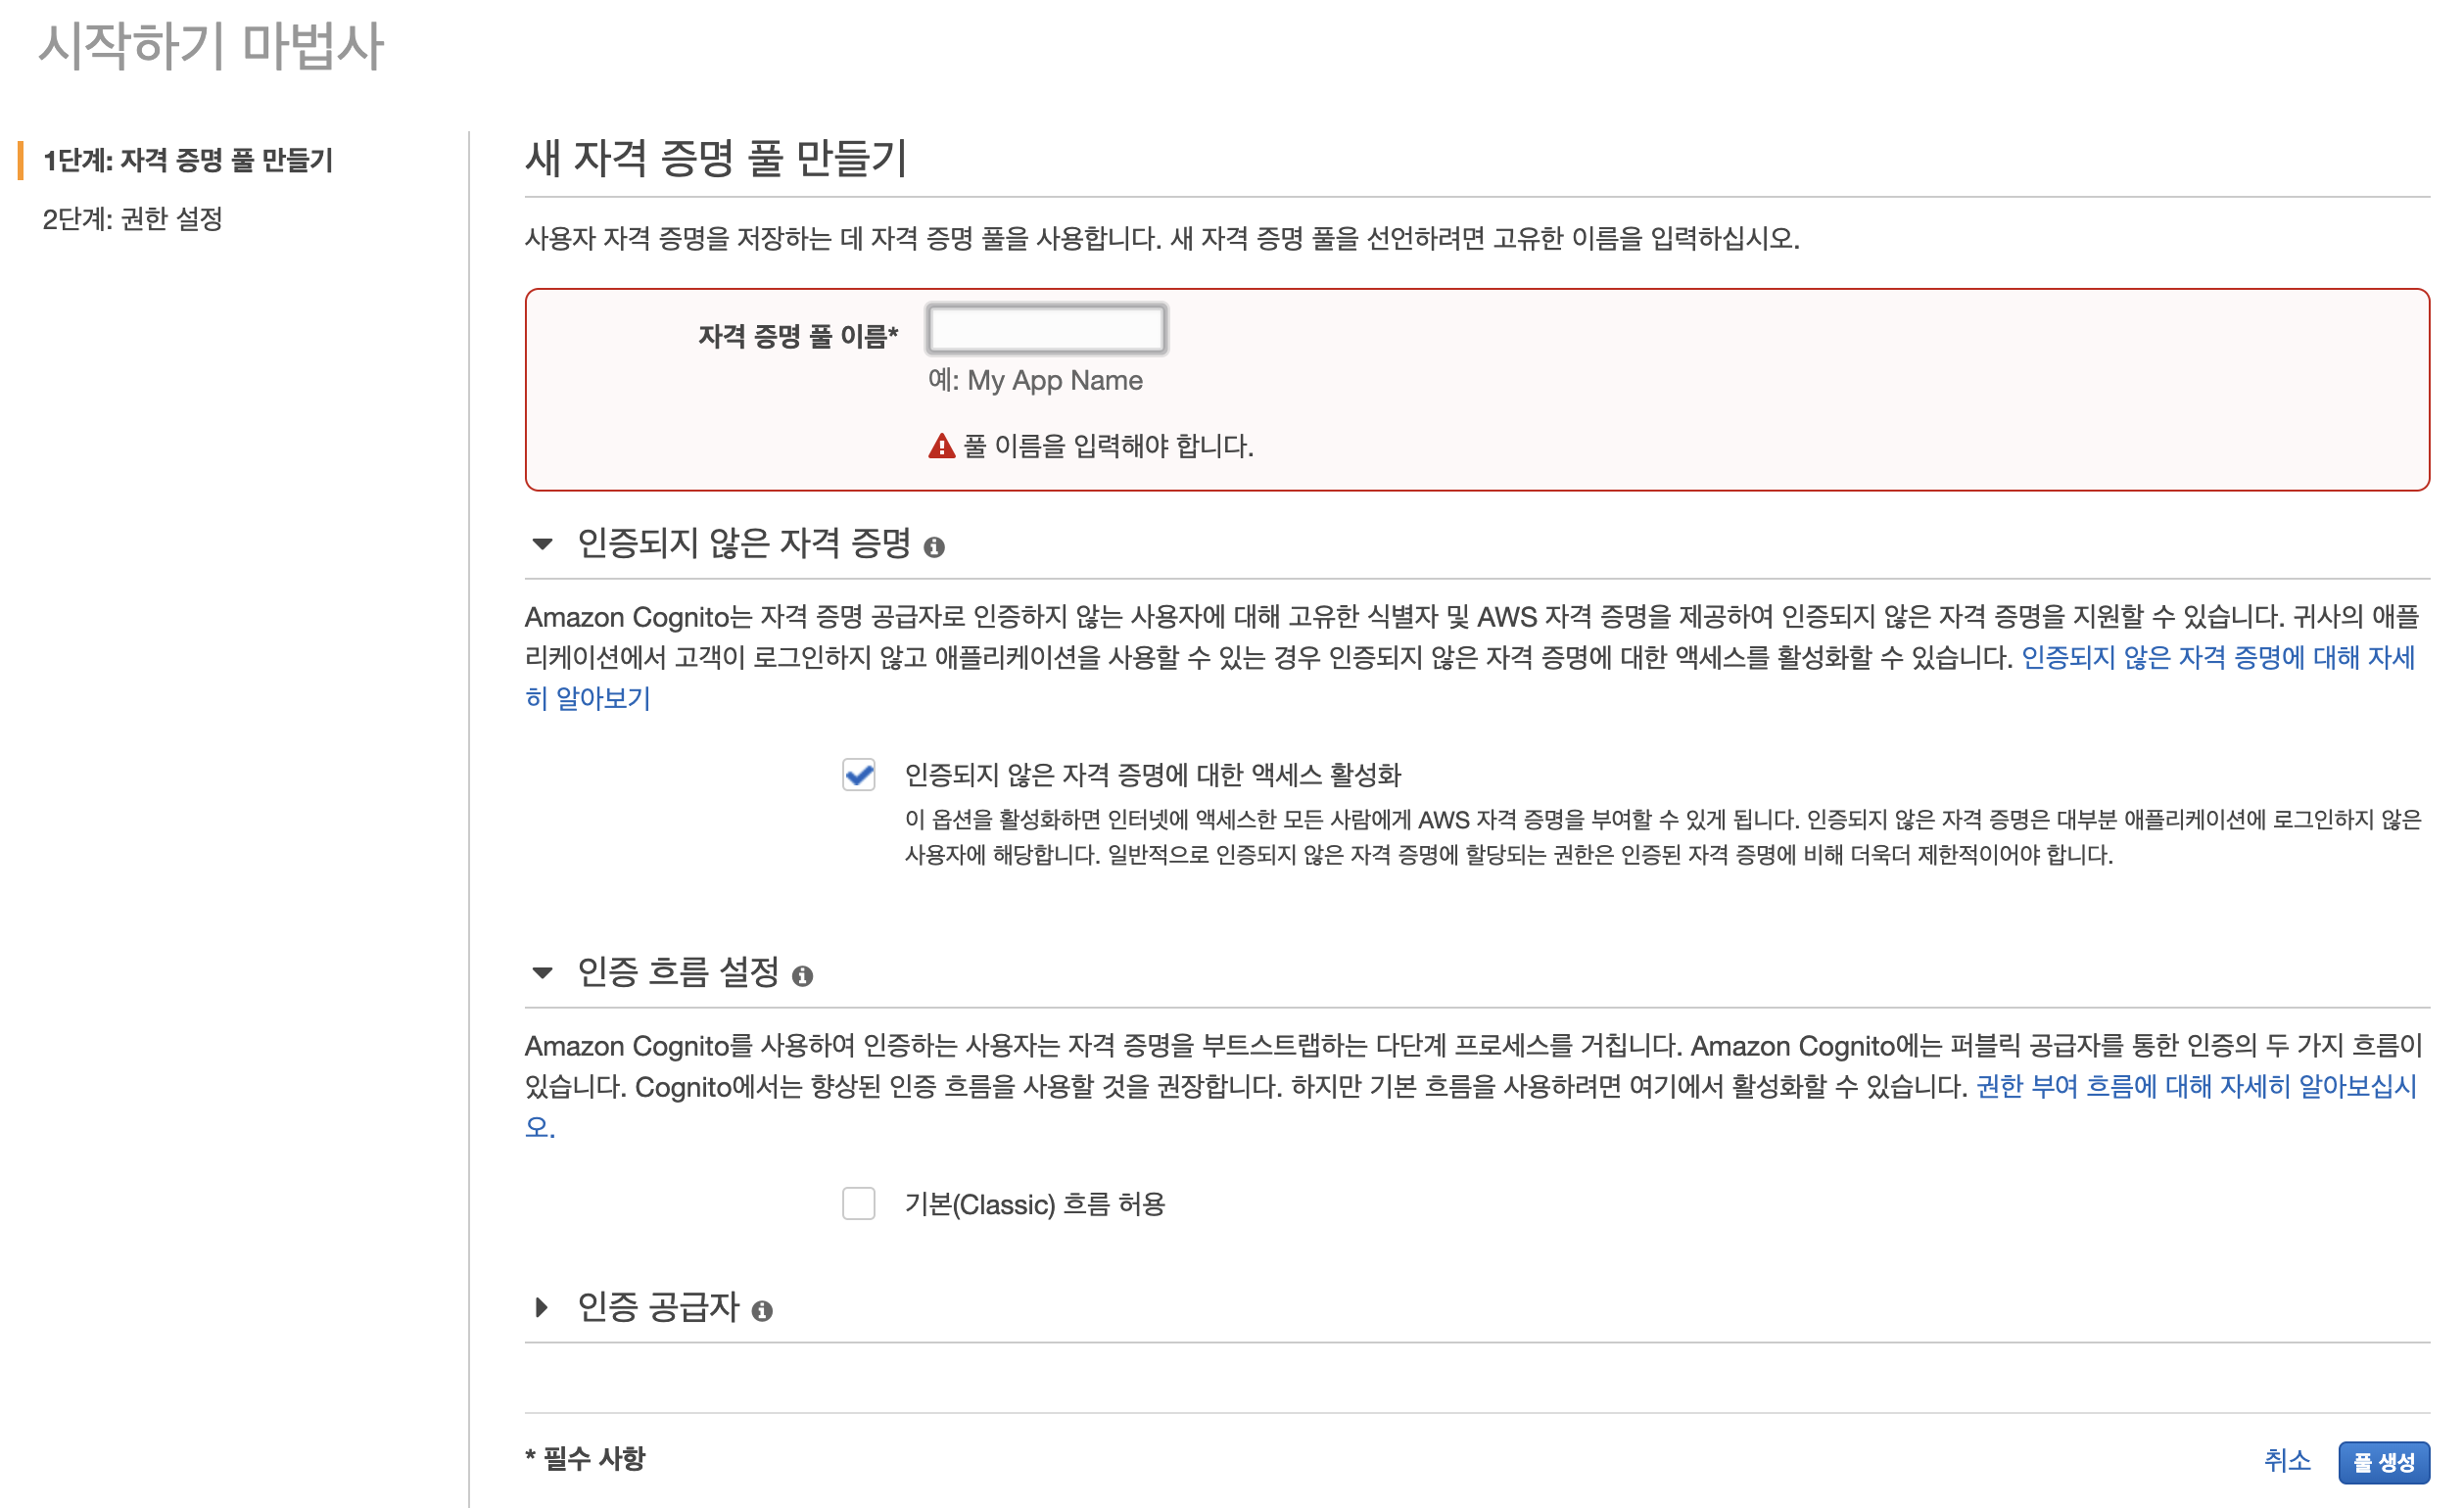 시작하기 마법사
1단계: 자격 증명 풀 만들기
2단계: 권한 설정
새 자격 증명 풀 만들기
사용자 자격 증명을 저장하는 데 자격 증명 풀을 사용합니다. 새 자격 증명 풀을 선언하려면 고유한 이름을 입력하십시오.
자격 증명 풀 이름*
예: My App Name
풀 이름을 입력해야 합니다.
인증되지 않은 자격 증명
Amazon Cognito는 자격 증명 공급자로 인증하지 않는 사용자에 대해 고유한 식별자 및 AWS 자격 증명을 제공하여 인증되지 않은 자격 증명을 지원할 수 있습니다. 귀사의 애플
리케이션에서 고객이 로그인하지 않고 애플리케이션을 사용할 수 있는 경우 인증되지 않은 자격 증명에 대한 액세스를 활성화할 수 있습니다. 인증되지 않은 자격 증명에 대해 자세
히 알아보기
인증되지 않은 자격 증명에 대한 액세스 활성화
이 옵션을 활성화하면 인터넷에 액세스한 모든 사람에게 AWS 자격 증명을 부여할 수 있게 됩니다. 인증되지 않은 자격 증명은 대부분 애플리케이션에 로그인하지 않은
사용자에 해당합니다. 일반적으로 인증되지 않은 자격 증명에 할당되는 권한은 인증된 자격 증명에 비해 더욱더 제한적이어야 합니다.
인증 흐름 설정
Amazon Cognito를 사용하여 인증하는 사용자는 자격 증명을 부트스트랩하는 다단계 프로세스를 거칩니다. Amazon Cognito에는 퍼블릭 공급자를 통한 인증의 두 가지 흐름이
있습니다. Cognito에서는 향상된 인증 흐름을 사용할 것을 권장합니다. 하지만 기본 흐름을 사용하려면 여기에서 활성화할 수 있습니다. 권한 부여 흐름에 대해 자세히 알아보십시
오.
기본(Classic) 흐름 허용
인증 공급자
* 필수 사항
취소
풀 생성